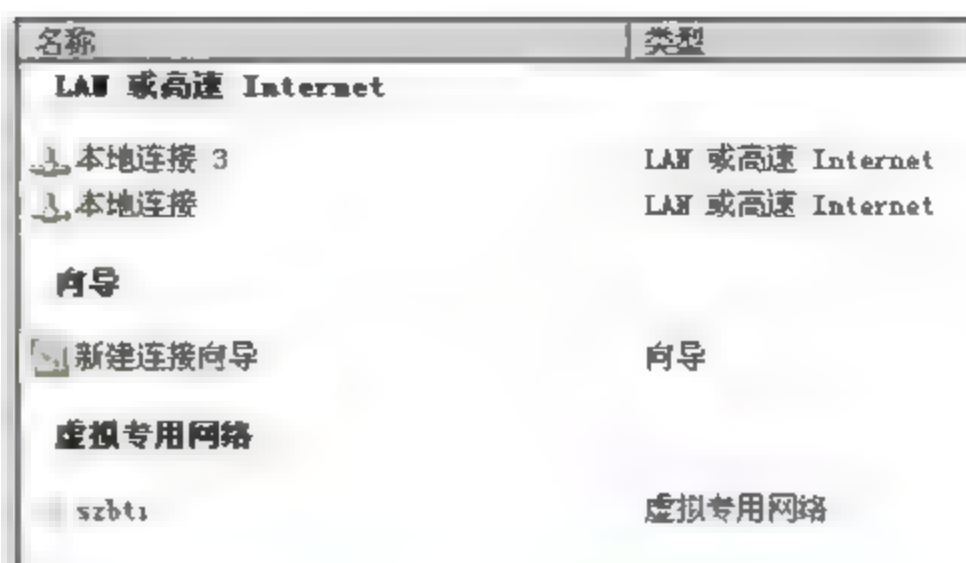 名称 类型
LAN 或高速 Internet
本地连接 3 LAN 或高速 Internet
本地连接 LAN 或高速 Internet
向导
新建连接向导 向导
虚拟专用网络
虚拟专用网络